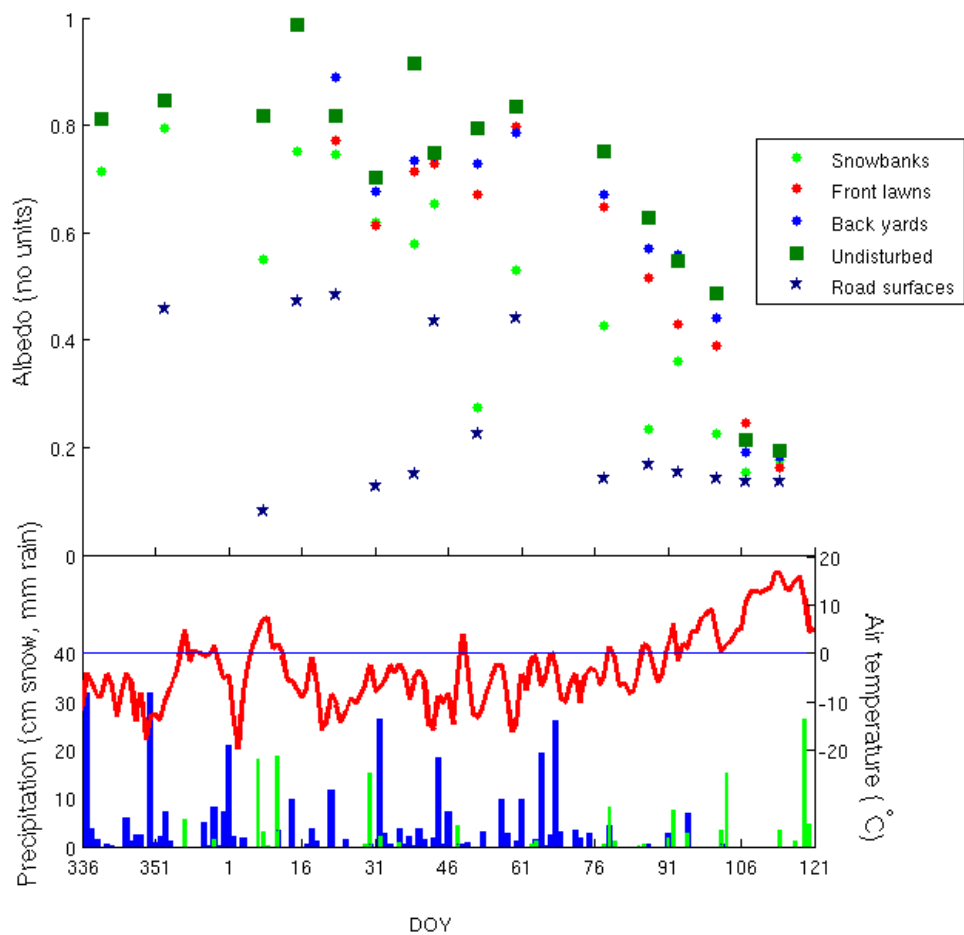 1
0.8
0.6
0.4
0.2
0
Albedo (no units)
Snowbanks
Front lawns
Back yards
Undisturbed
Road surfaces
40
30
20
10
0
Precipitation (cm snow, mm rain)
20
10
0
-10
-20
Air temperature (°C)
336 351 1 16 31 46 61 76 91 106 121
DOY